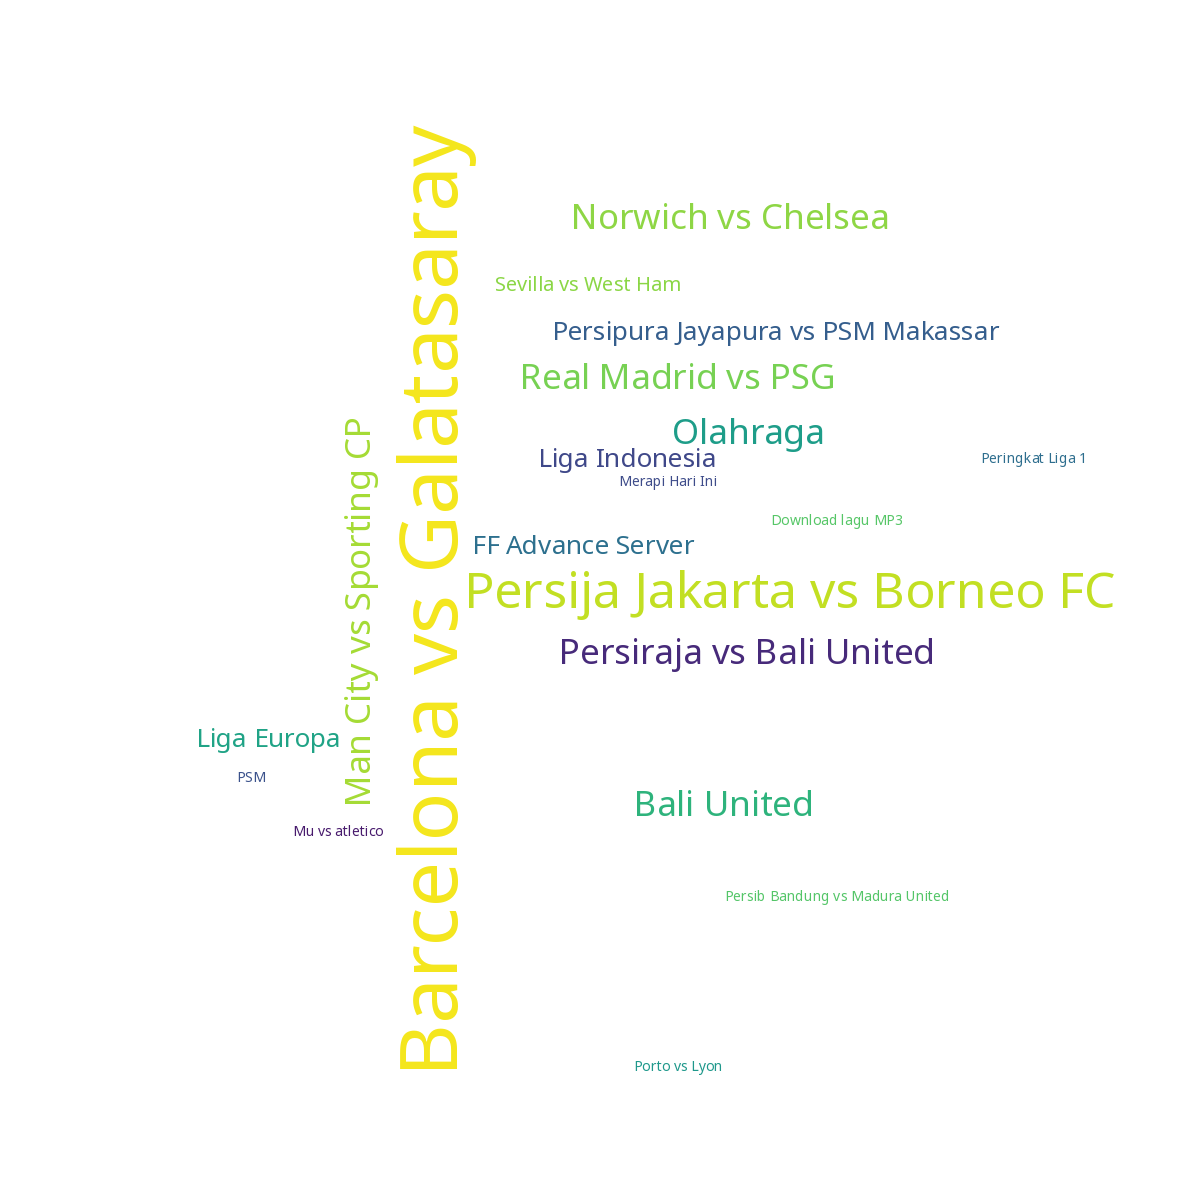 Barcelona vs Galatasaray
Norwich vs Chelsea
Sevilla vs West Ham
Persipura Jayapura vs PSM Makassar
Real Madrid vs PSG
Man City vs Sporting CP
Olahraga
Liga Indonesia
Peringkat Liga 1
Merapi Hari Ini
Download lagu MP3
FF Advance Server
Persija Jakarta vs Borneo FC
Persiraja vs Bali United
Liga Europa
PSM
Bali United
Mu vs atletico
Persib Bandung vs Madura United
Porto vs Lyon